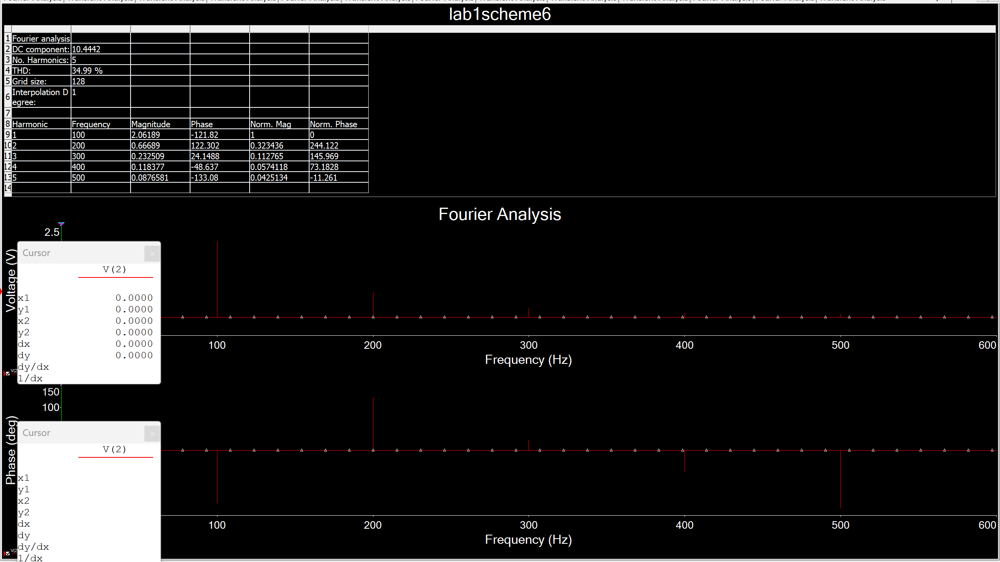 lab1scheme6
1 Fourier analysis
2 DC component: 10.4442
3 No. Harmonics: 5
4 THD: 34.99 %
5 Grid size: 128
6 Interpolation D 1
egree:
7
8 Harmonic Frequency Magnitude Phase Norm. Mag Norm. Phase
9 1 100 2.06189 -121.82 1 0
10 2 200 0.66689 122.302 0.323436 244.122
11 3 300 0.232509 24.1488 0.112765 145.969
12 4 400 0.118377 -48.637 0.0574118 73.1828
13 5 500 0.0876581 -133.08 0.0425134 -11.261
14
Fourier Analysis
2.5
Voltage (V)
Cursor
V(2)
x1 0.0000
y1 0.0000
x2 0.0000
y2 0.0000
dx 0.0000
dy 0.0000
dy/dx
1/dx
100 200 300 400 500 600
Frequency (Hz)
V(2
150
100
Phase (deg)
Cursor
V(2)
x1
y1
x2
y2
dx
dy
dy/dx
1/dx
100 200 300 400 500 600
Frequency (Hz)
V(2